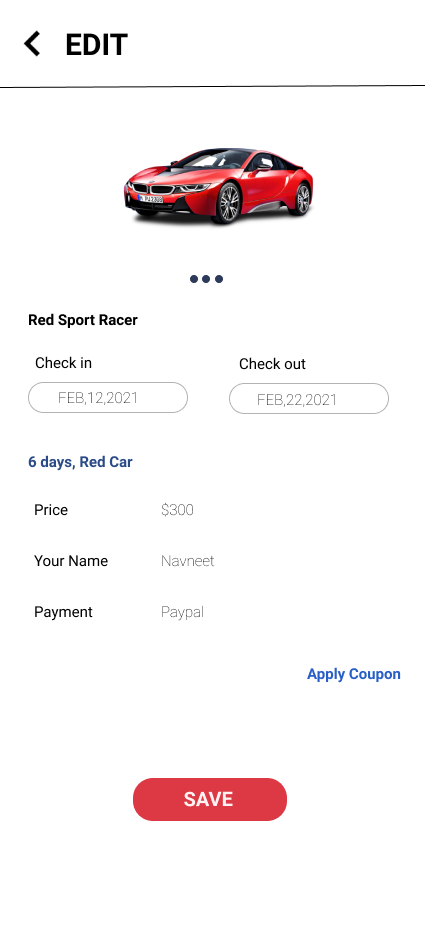 EDIT
Red Sport Racer
Check in
Check out
FEB,12,2021
FEB,22,2021
6 days, Red Car
Price
$300
Your Name
Navneet
Payment
Paypal
Apply Coupon
SAVE